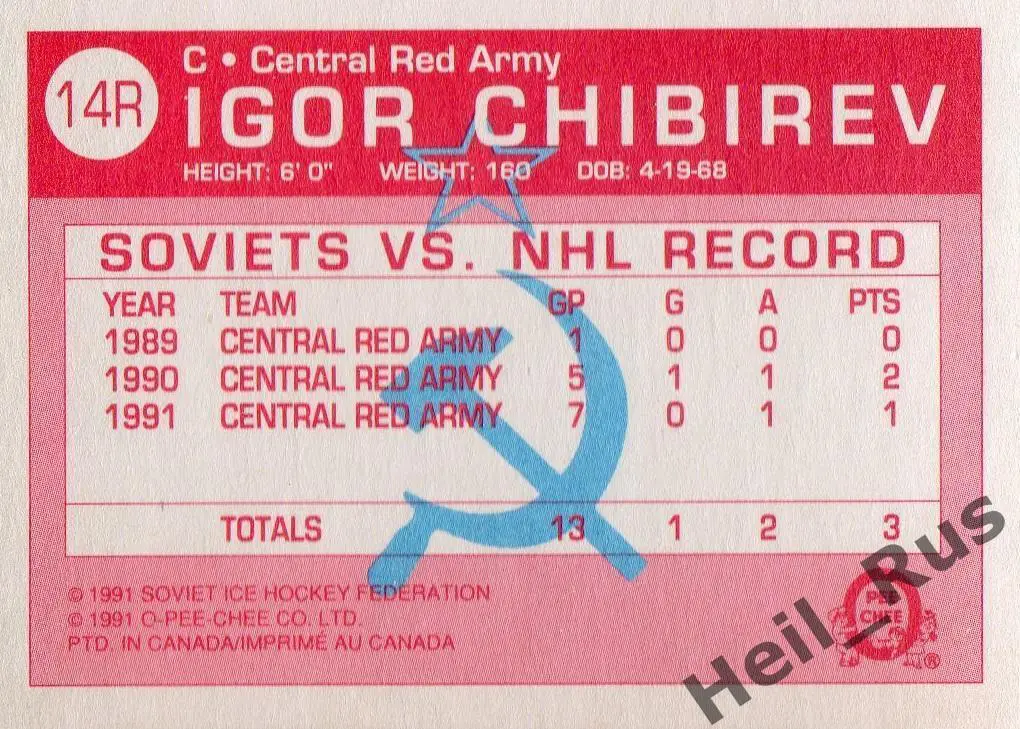 14R
C • Central Red Army
IGOR CHIBIREV
HEIGHT: 6' 0" WEIGHT: 160 DOB: 4-19-68
SOVIETS VS. NHL RECORD
YEAR TEAM GP G A PTS
1989 CENTRAL RED ARMY 1 0 0 0
1990 CENTRAL RED ARMY 5 1 1 2
1991 CENTRAL RED ARMY 7 0 1 1
TOTALS 13 1 2 3
© 1991 SOVIET ICE HOCKEY FEDERATION
© 1991 O-PEE-CHEE CO. LTD.
PTD. IN CANADA/IMPRIMÉ AU CANADA
O
PEE
CHEE
®
Heil_Rus